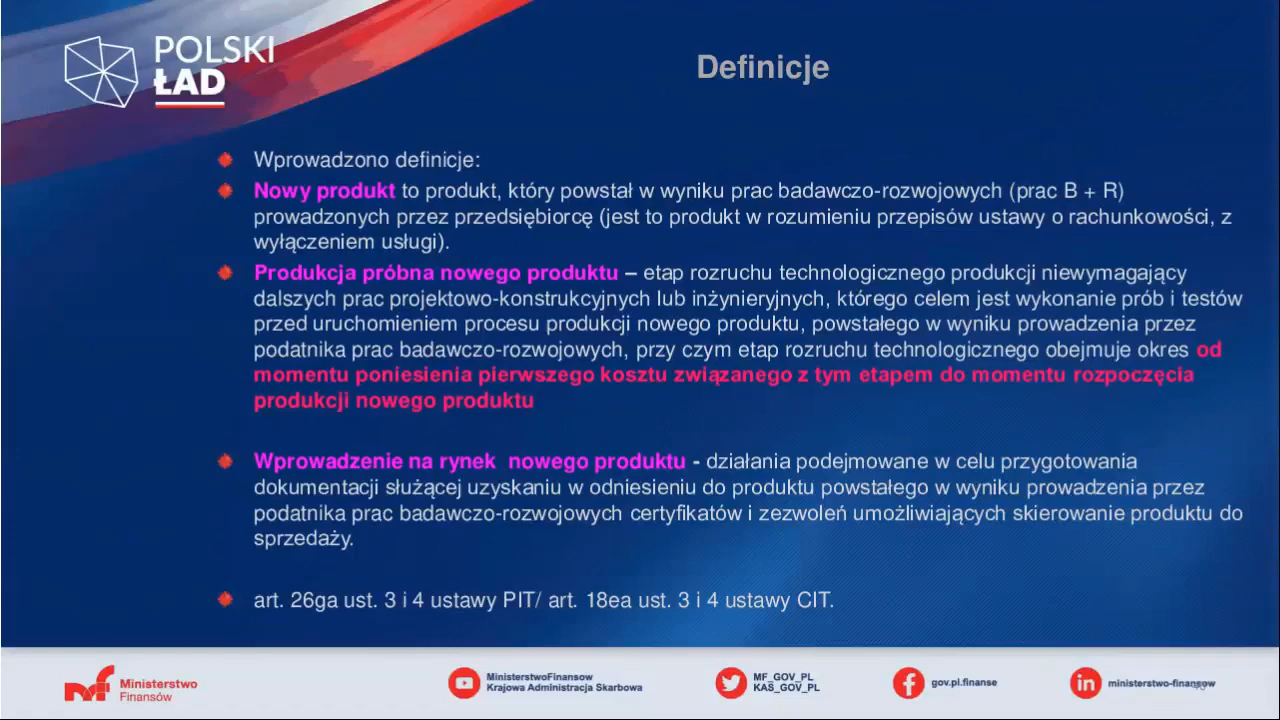 POLSKI
ŁAD
Definicje
Wprowadzono definicje:
Nowy produkt to produkt, który powstał w wyniku prac badawczo-rozwojowych (prac B + R)
prowadzonych przez przedsiębiorcę (jest to produkt w rozumieniu przepisów ustawy o rachunkowości, z
wyłączeniem usługi).
Produkcja próbna nowego produktu – etap rozruchu technologicznego produkcji niewymagający
dalszych prac projektowo-konstrukcyjnych lub inżynieryjnych, którego celem jest wykonanie prób i testów
przed uruchomieniem procesu produkcji nowego produktu, powstałego w wyniku prowadzenia przez
podatnika prac badawczo-rozwojowych, przy czym etap rozruchu technologicznego obejmuje okres od
momentu poniesienia pierwszego kosztu związanego z tym etapem do momentu rozpoczęcia
produkcji nowego produktu
Wprowadzenie na rynek nowego produktu - działania podejmowane w celu przygotowania
dokumentacji służącej uzyskaniu w odniesieniu do produktu powstałego w wyniku prowadzenia przez
podatnika prac badawczo-rozwojowych certyfikatów i zezwoleń umożliwiających skierowanie produktu do
sprzedaży.
art. 26ga ust. 3 i 4 ustawy PIT/ art. 18ea ust. 3 i 4 ustawy CIT.
Ministerstwo
Finansów
MinisterstwoFinansow
Krajowa Administracja Skarbowa
MF_GOV_PL
KAS_GOV_PL
gov.pl.finanse
ministerstwo-finansow